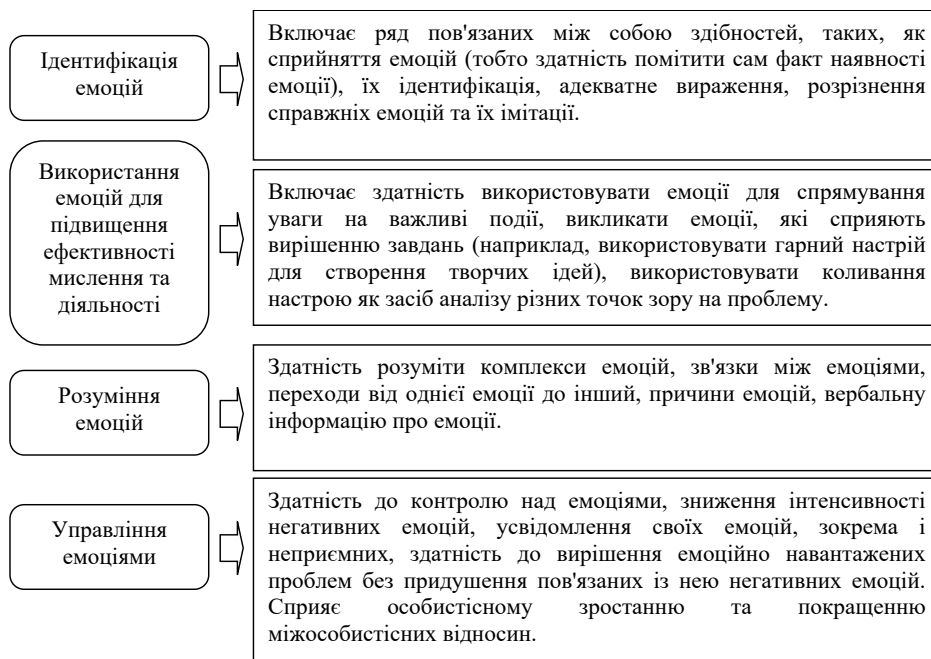 Ідентифікація
емоцій
Включає ряд пов'язаних між собою здібностей, таких, як
сприйняття емоцій (тобто здатність помітити сам факт наявності
емоції), їх ідентифікація, адекватне вираження, розрізнення
справжніх емоцій та їх імітації.
Використання
емоцій для
підвищення
ефективності
мислення та
діяльності
Включає здатність використовувати емоції для спрямування
уваги на важливі події, викликати емоції, які сприяють
вирішенню завдань (наприклад, використовувати гарний настрій
для створення творчих ідей), використовувати коливання
настрою як засіб аналізу різних точок зору на проблему.
Розуміння
емоцій
Здатність розуміти комплекси емоцій, зв'язки між емоціями,
переходи від однієї емоції до інший, причини емоцій, вербальну
інформацію про емоції.
Управління
емоціями
Здатність до контролю над емоціями, зниження інтенсивності
негативних емоцій, усвідомлення своїх емоцій, зокрема і
неприємних, здатність до вирішення емоційно навантажених
проблем без придушення пов'язаних із нею негативних емоцій.
Сприяє особистісному зростанню та покращенню
міжособистісних відносин.